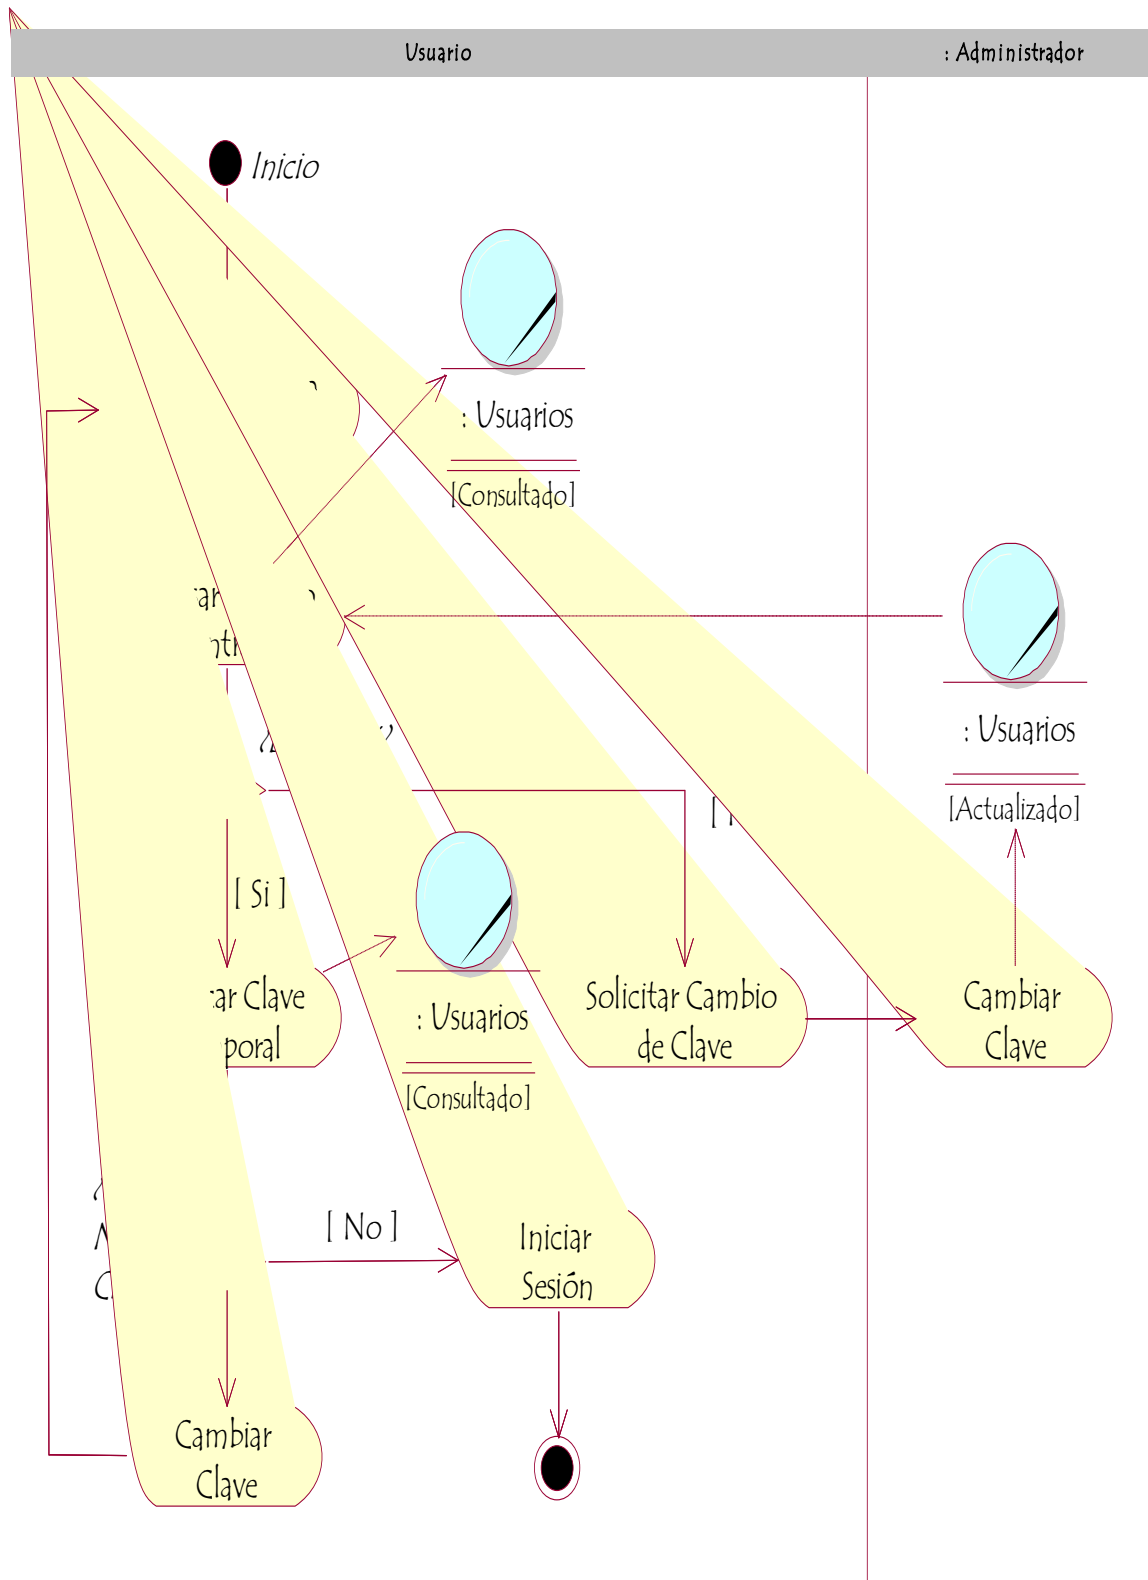 Usuario
: Administrador
Inicio
: Usuarios
[Consultado]
: Usuarios
[Actualizado]
[ Si ]
Clave
Solicitar Cambio
de Clave
Cambiar
Clave
: Usuarios
[Consultado]
[ No ]
Iniciar
Sesión
Cambiar
Clave